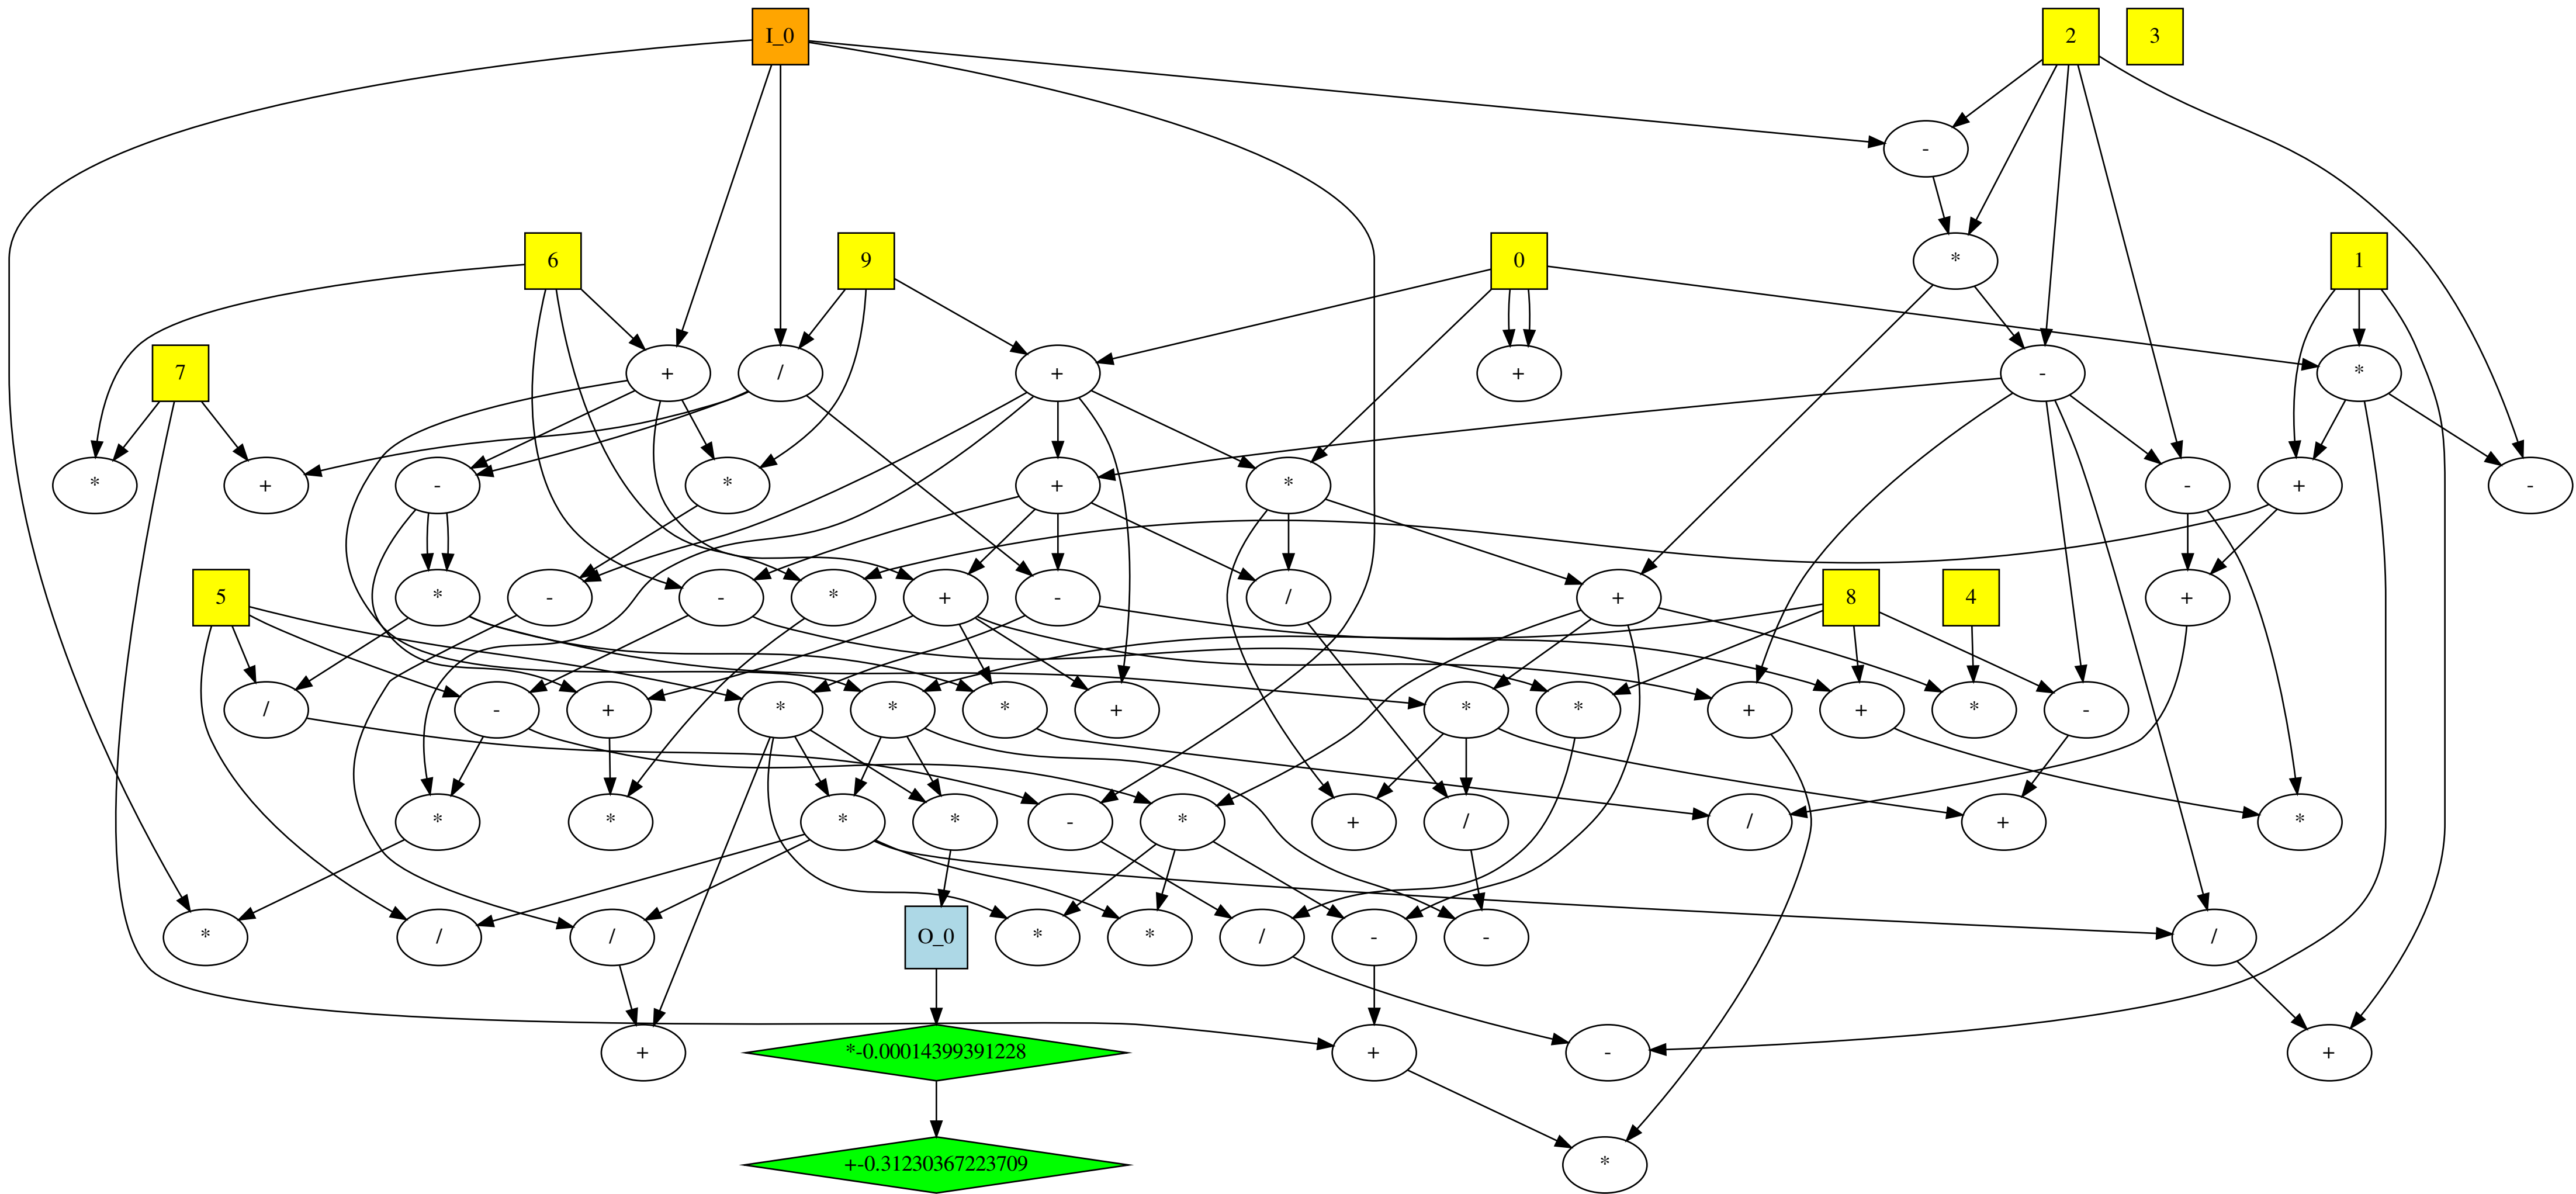 I_0 2 3
-
6 9 0 1
*
7 + / + + - *
* + - * + * - + -
5 * - - * + - / + 8 4 +
/ - + * * * + * * + + * -
* * * * - * + / / + *
* / / O_0 * * / - - /
+ *-0.00014399391228 + - +
+-0.31230367223709 *